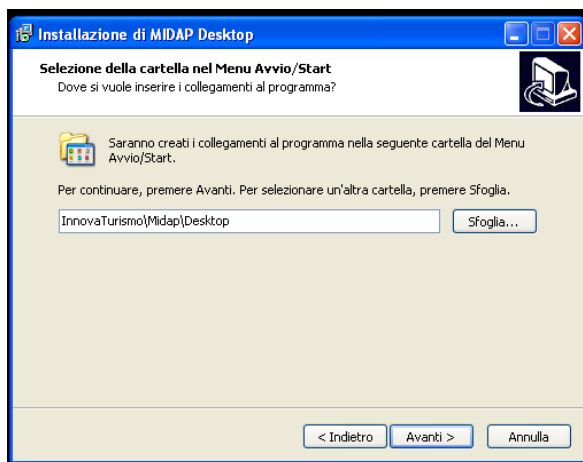 Installazione di MIDAP Desktop
Selezione della cartella nel Menu Avvio/Start
Dove si vuole inserire i collegamenti al programma?
Saranno creati i collegamenti al programma nella seguente cartella del Menu
Avvio/Start.
Per continuare, premere Avanti. Per selezionare un'altra cartella, premere Sfoglia.
InnovaTurismo\Midap\Desktop
Sfoglia...
< Indietro
Avanti >
Annulla